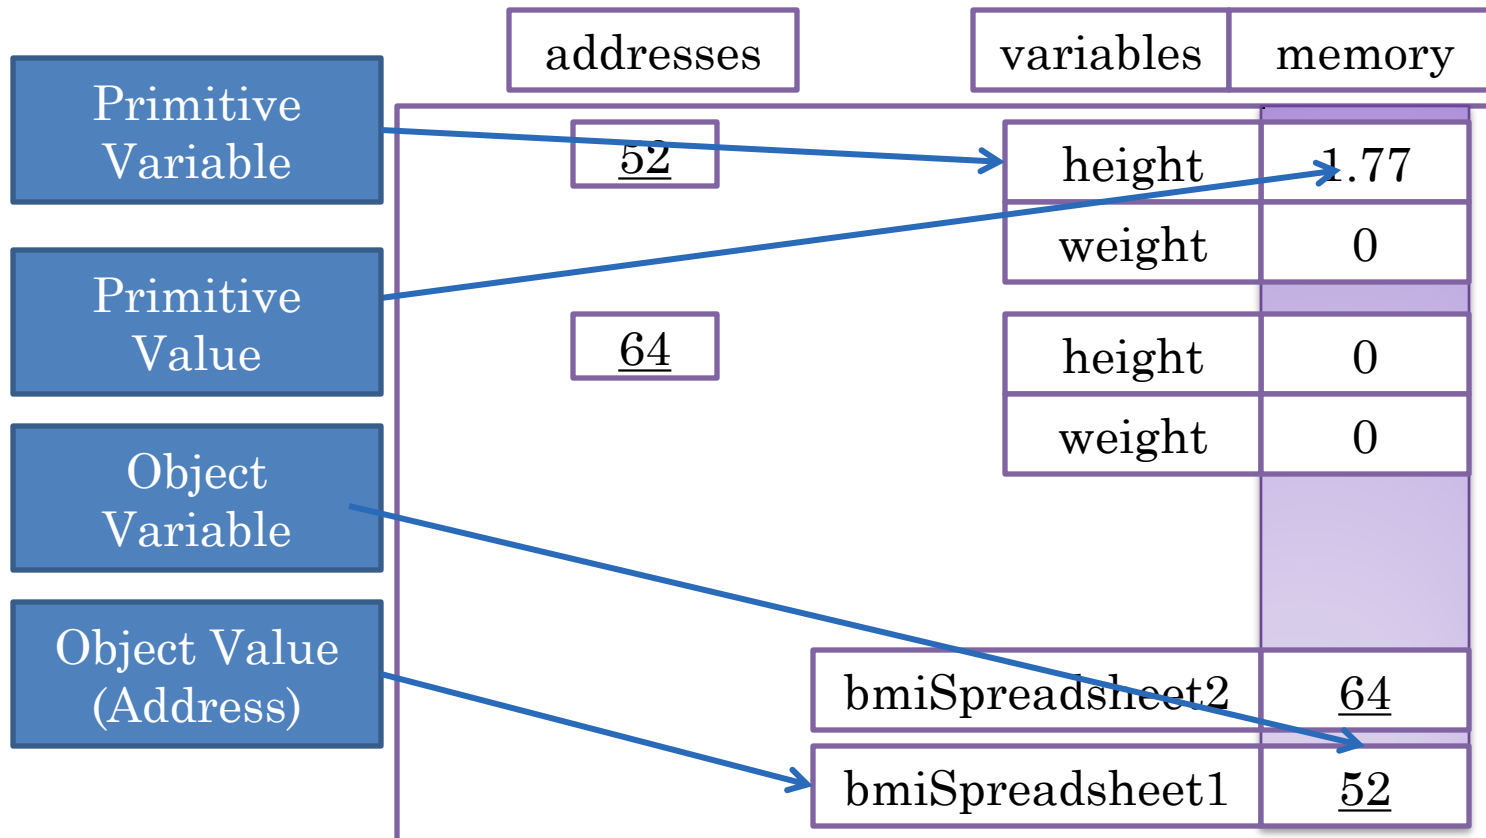 addresses
variables
memory
Primitive
Variable
52
height
1.77
weight
0
Primitive
Value
64
height
0
weight
0
Object
Variable
Object Value
(Address)
bmiSpreadsheet2
64
bmiSpreadsheet1
52